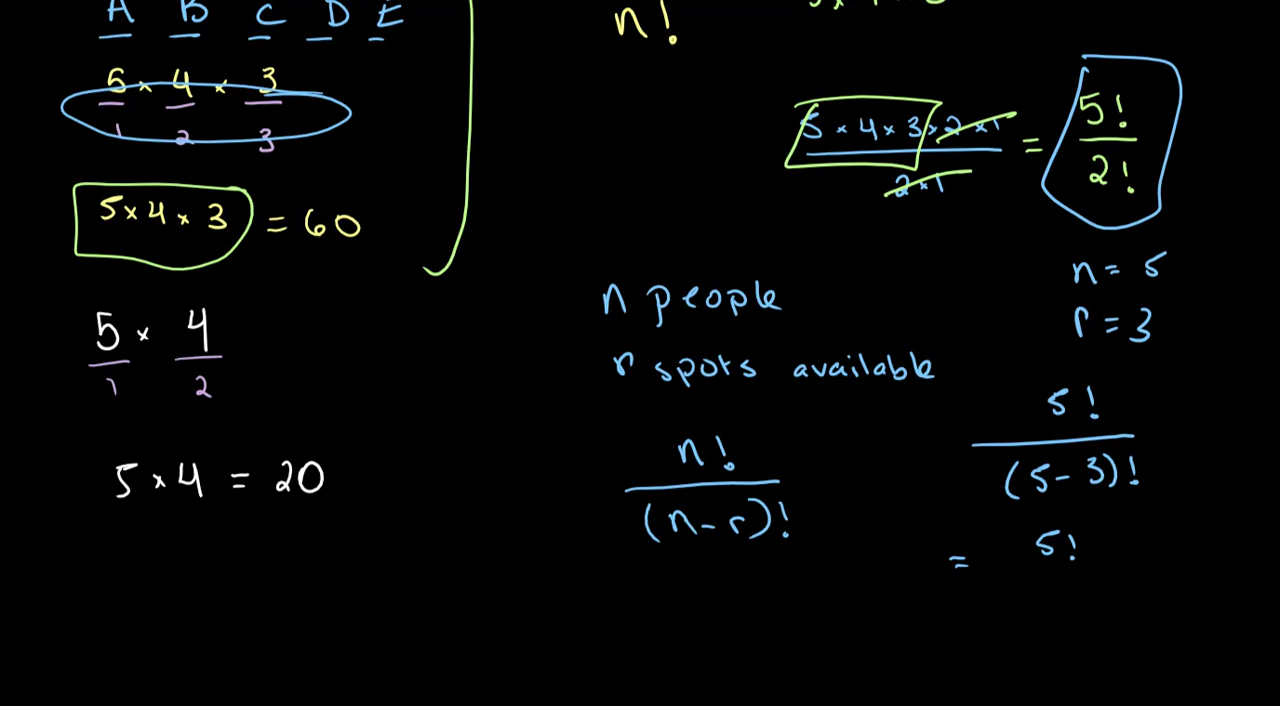 A B C D E
5 × 4 × 3
1 2 3
5 × 4 × 3 = 60
5 × 4
1 2
5 × 4 = 20
n!
5 × 4 × 3 × 2 × 1
2 × 1
= 5!
2!
n = 5
r = 3
n people
r spots available
n!
(n - r)!
5!
(5 - 3)!
= 5!